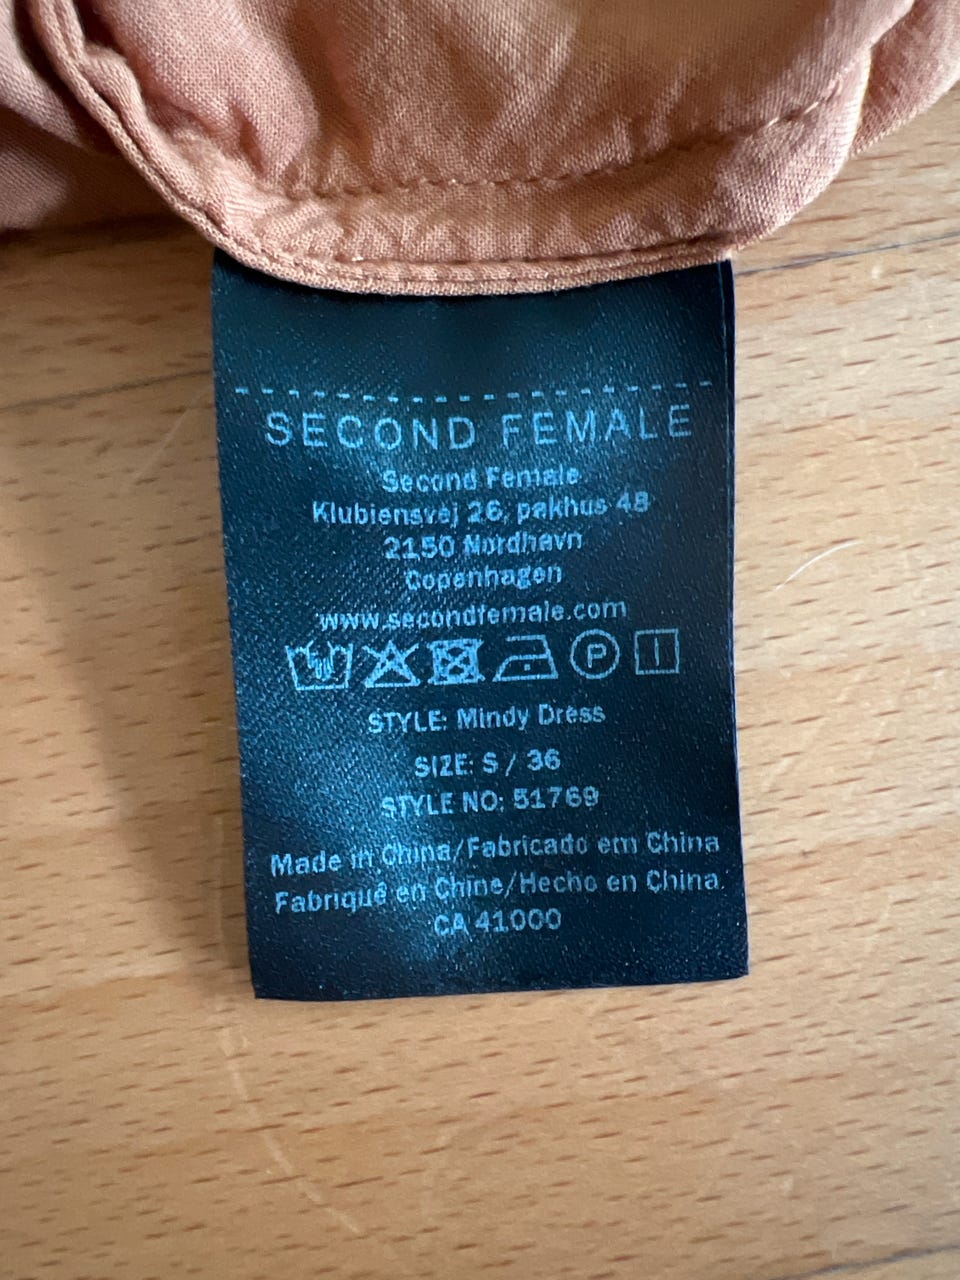 SECOND FEMALE
Second Female
Klubiensvej 26, pakhus 48
2150 Nordhavn
Copenhagen
www.secondfemale.com
P
STYLE: Mindy Dress
SIZE: S / 36
STYLE NO: 51769
Made in China/Fabricado em China
Fabriqué en Chine/Hecho en China
CA 41000